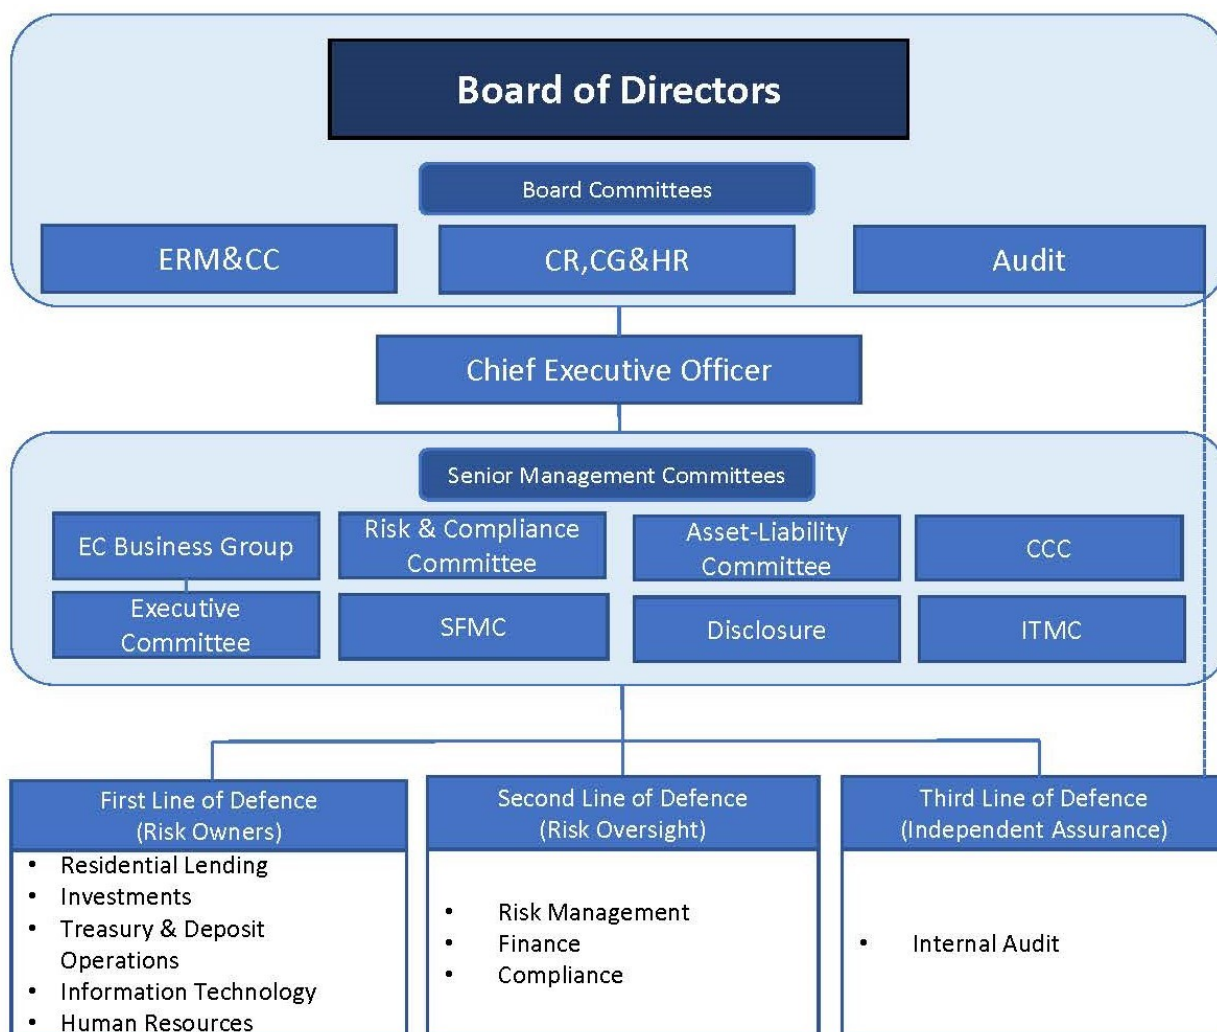 Board of Directors
Board Committees
ERM&CC
CR,CG&HR
Audit
Chief Executive Officer
Senior Management Committees
EC Business Group
Risk & Compliance
Committee
Asset-Liability
Committee
CCC
Executive
Committee
SFMC
Disclosure
ITMC
First Line of Defence
(Risk Owners)
• Residential Lending
• Investments
• Treasury & Deposit
Operations
• Information Technology
• Human Resources
Second Line of Defence
(Risk Oversight)
• Risk Management
• Finance
• Compliance
Third Line of Defence
(Independent Assurance)
• Internal Audit